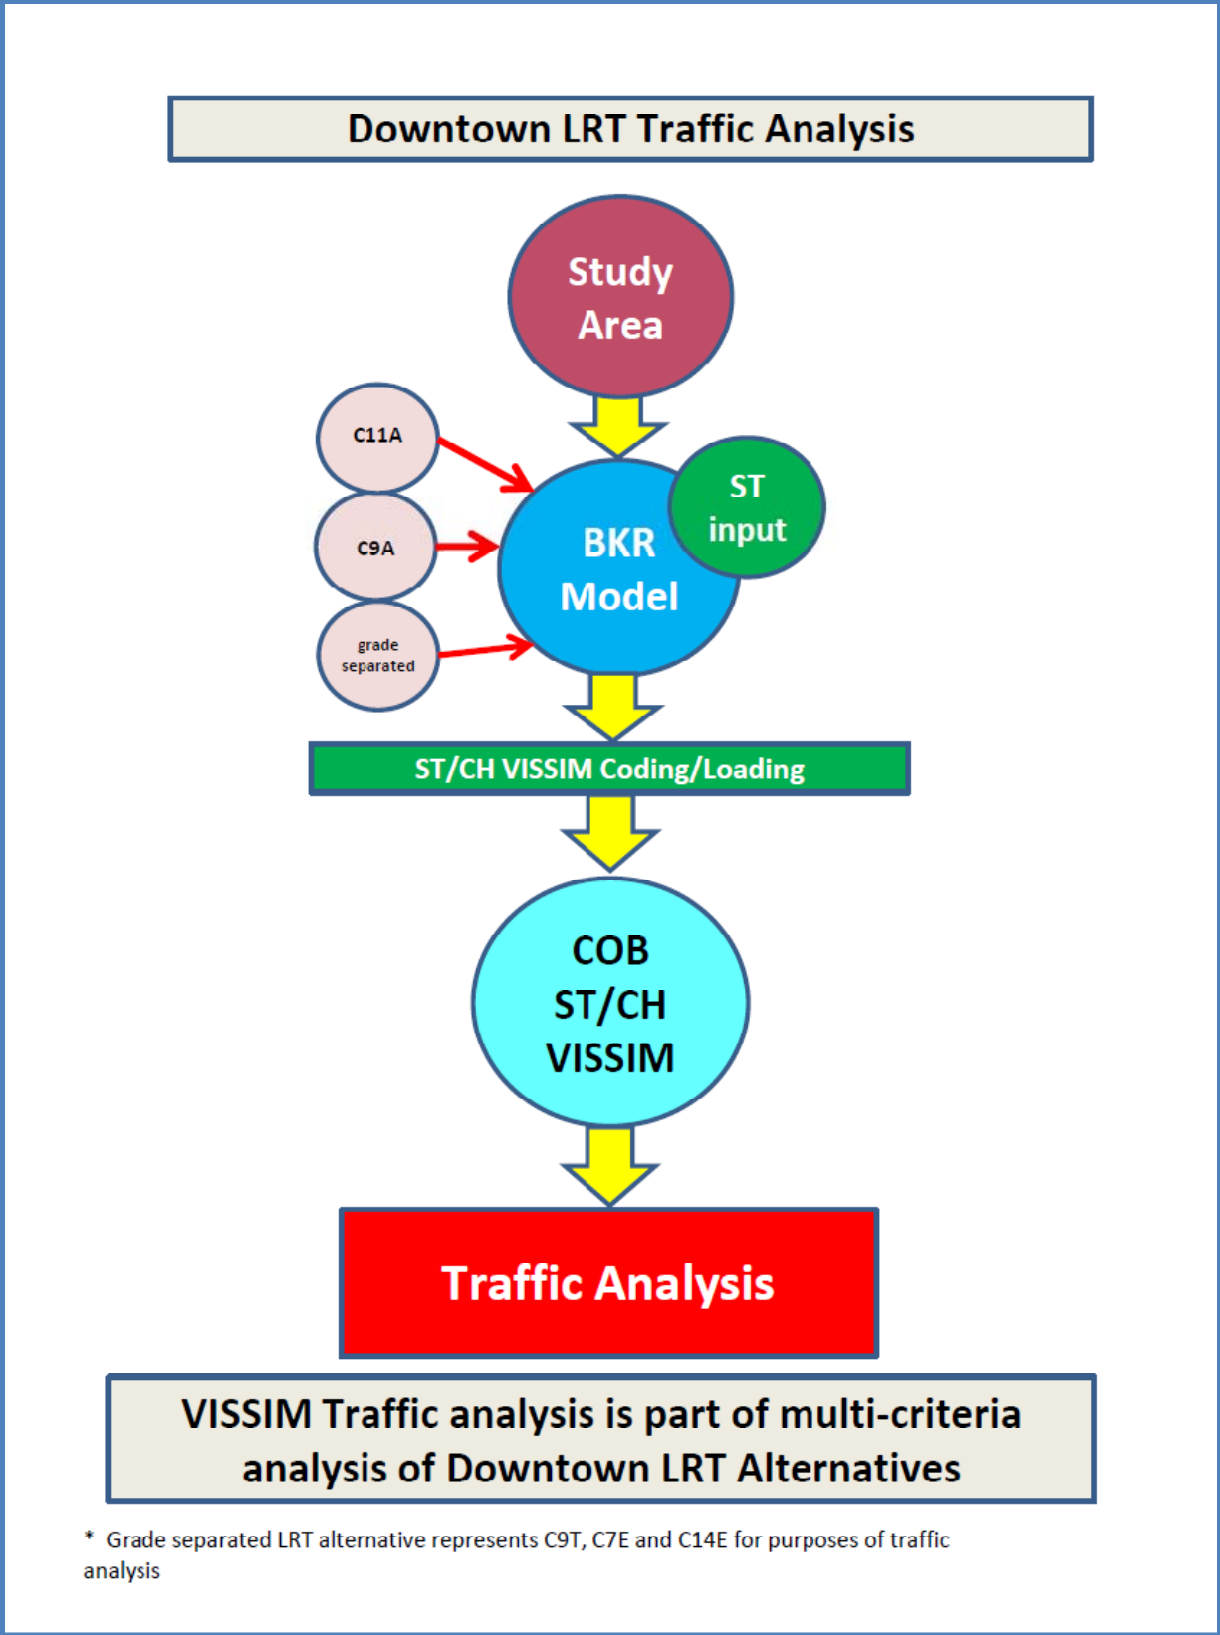 Downtown LRT Traffic Analysis
Study
Area
C11A
ST
input
BKR
Model
C9A
grade
separated
ST/CH VISSIM Coding/Loading
COB
ST/CH
VISSIM
Traffic Analysis
VISSIM Traffic analysis is part of multi-criteria
analysis of Downtown LRT Alternatives
* Grade separated LRT alternative represents C9T, C7E and C14E for purposes of traffic
analysis